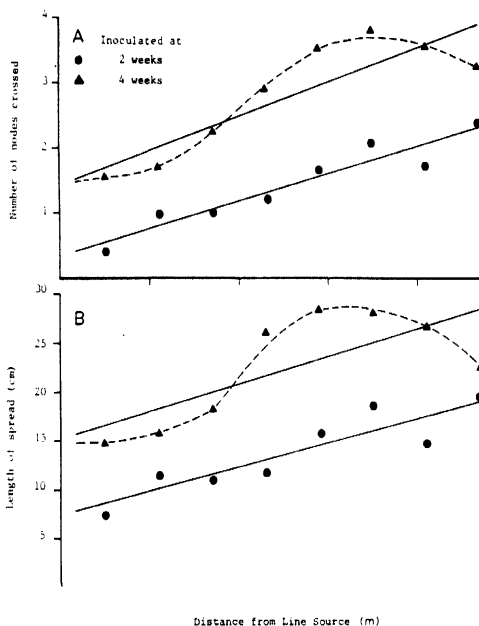 A
Inoculated at
2 weeks
4 weeks
Number of nodes crossed
4
3
2
1
B
Length of spread (cm)
30
25
20
15
10
5
Distance from Line Source (m)